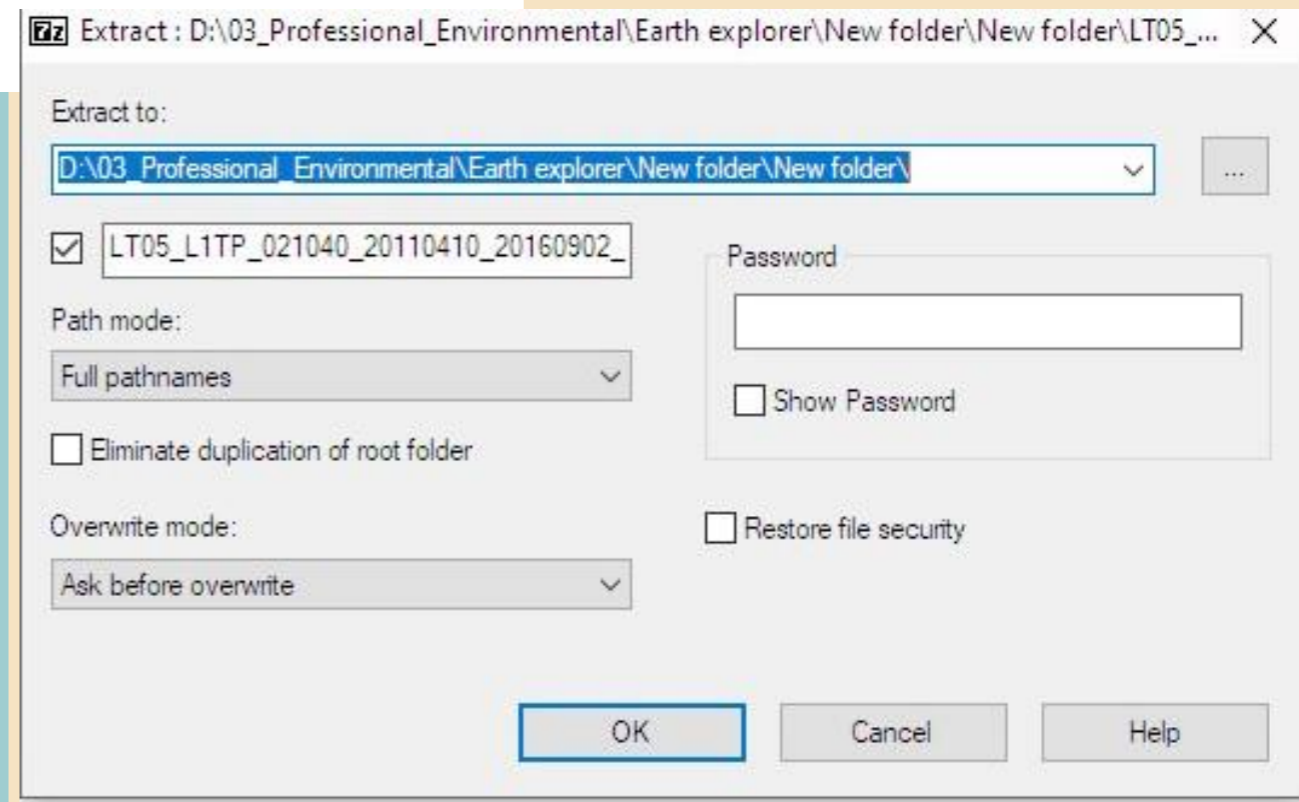 7z Extract : D:\03_Professional_Environmental\Earth explorer\New folder\New folder\LT05_...
Extract to:
D:\03_Professional_Environmental\Earth explorer\New folder\New folder\
...
LT05_L1TP_021040_20110410_20160902_
Password
Path mode:
Full pathnames
Show Password
Eliminate duplication of root folder
Overwrite mode:
Restore file security
Ask before overwrite
OK Cancel Help